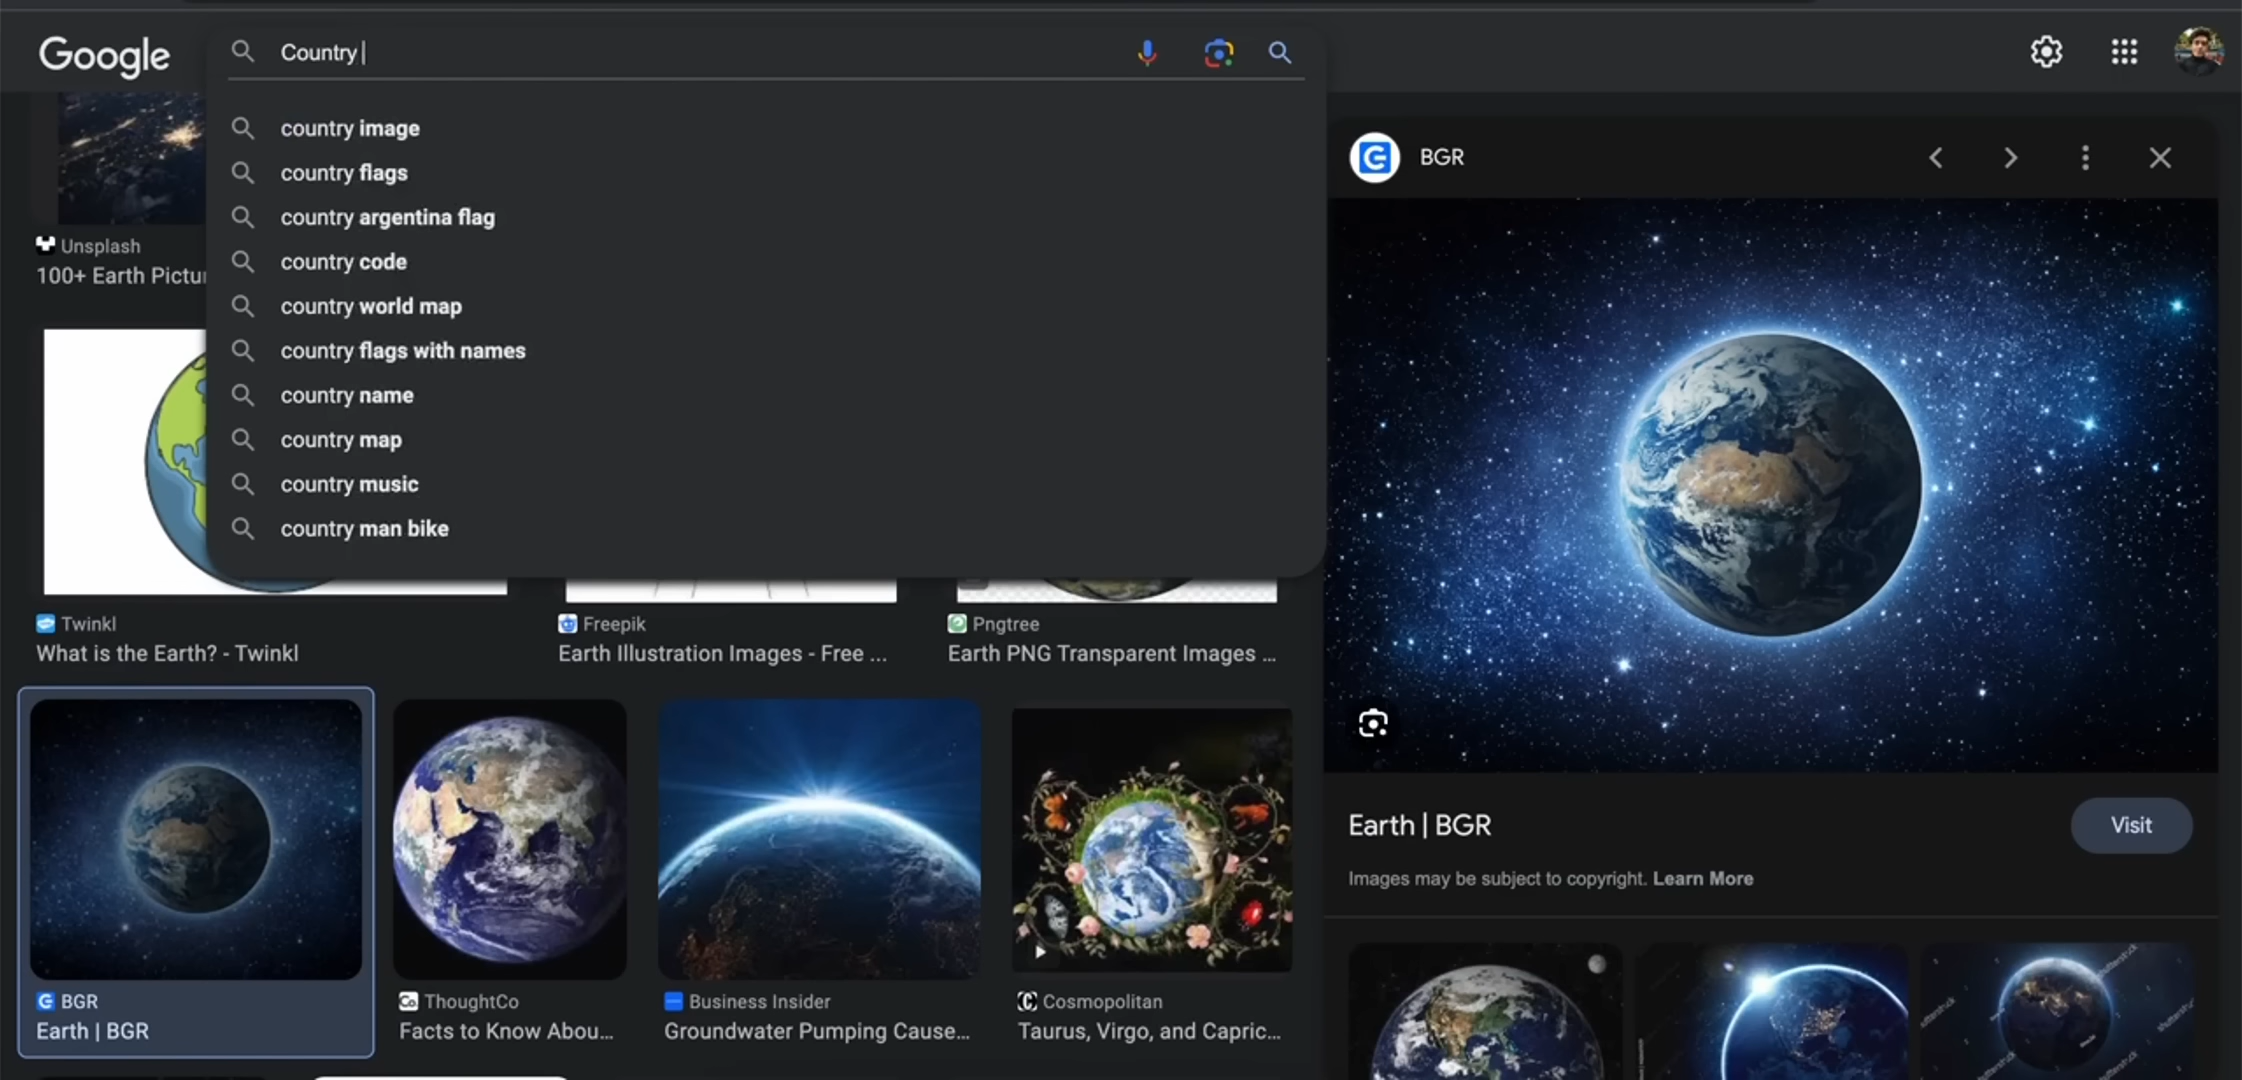 Google
Country
country image
country flags
country argentina flag
country code
country world map
country flags with names
country name
country map
country music
country man bike
Unsplash
100+ Earth Pictu
Twinkl
What is the Earth? - Twinkl
Freepik
Earth Illustration Images - Free ...
Pngtree
Earth PNG Transparent Images ...
BGR
Earth | BGR
ThoughtCo
Facts to Know Abou...
Business Insider
Groundwater Pumping Cause...
Cosmopolitan
Taurus, Virgo, and Capric...
BGR
Earth | BGR
Visit
Images may be subject to copyright. Learn More
shutterstock
shutterstock
shutterstock